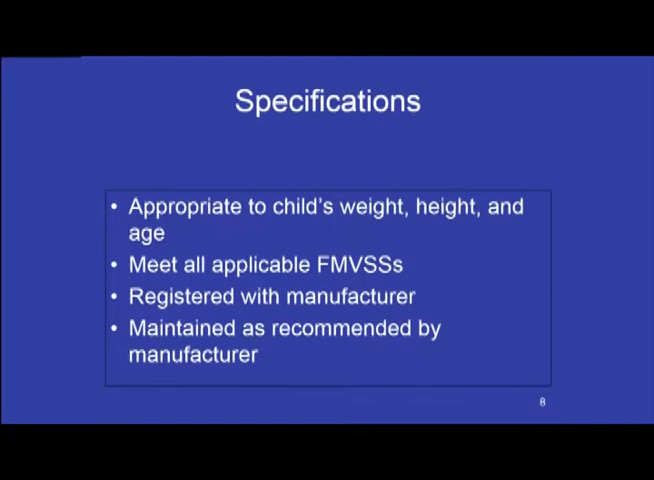 Specifications
• Appropriate to child's weight, height, and
age
• Meet all applicable FMVSSs
• Registered with manufacturer
• Maintained as recommended by
manufacturer
8